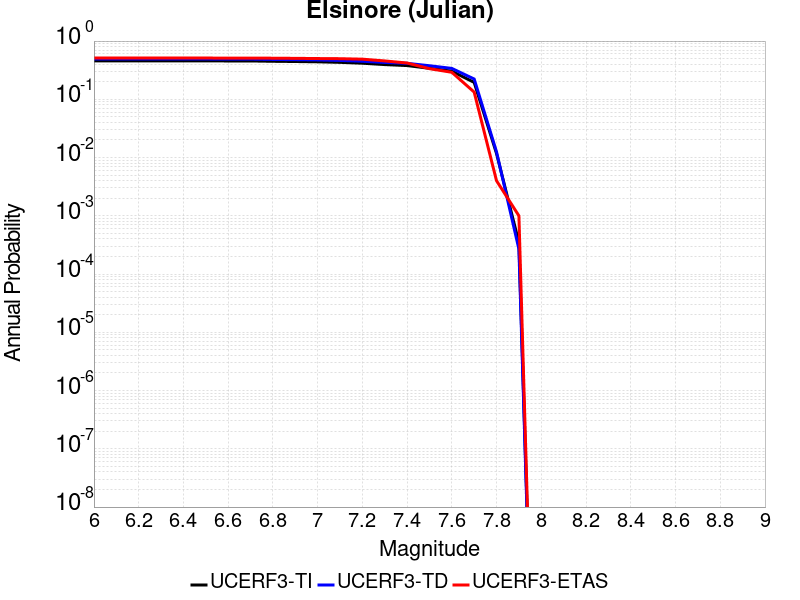 Elsinore (Julian)
10^0
10^-1
10^-2
10^-3
10^-4
10^-5
10^-6
10^-7
10^-8
Annual Probability
6 6.2 6.4 6.6 6.8 7 7.2 7.4 7.6 7.8 8 8.2 8.4 8.6 8.8 9
Magnitude
UCERF3-TI UCERF3-TD UCERF3-ETAS